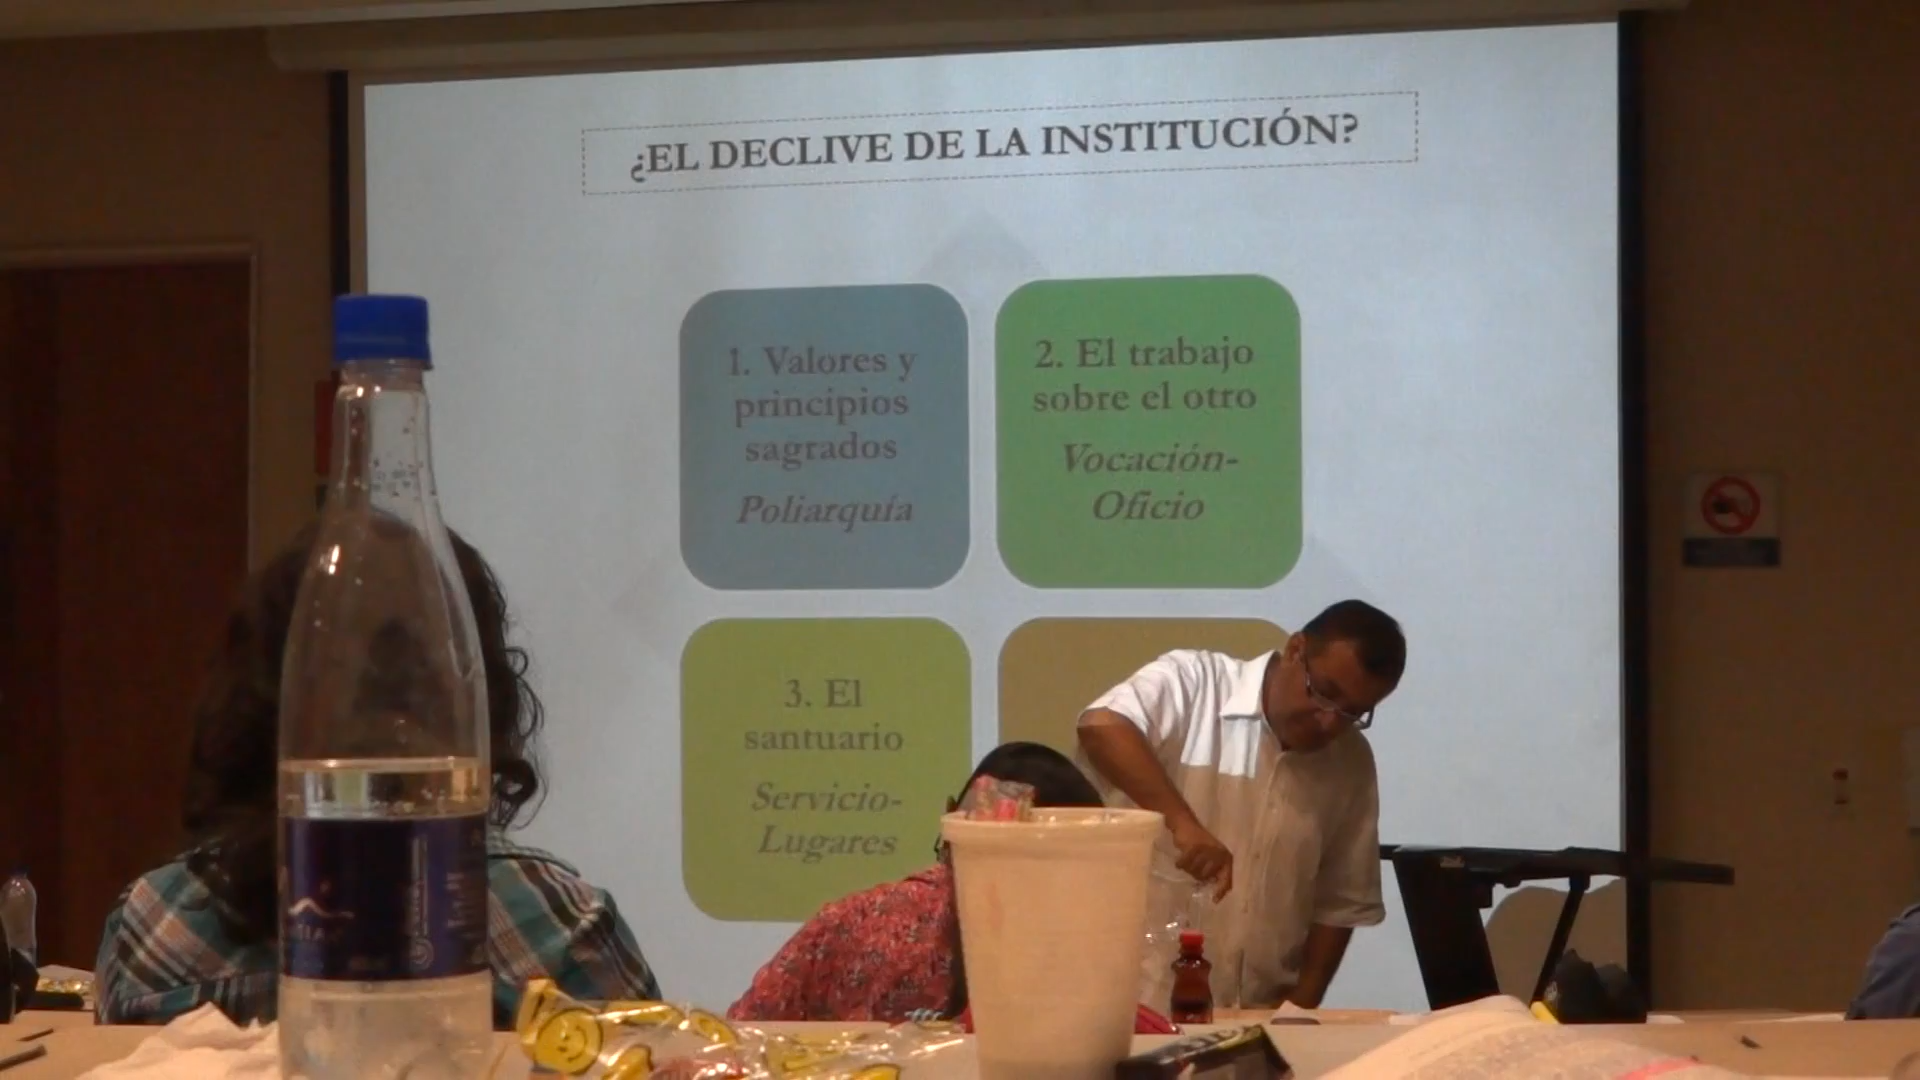 ¿EL DECLIVE DE LA INSTITUCIÓN?
1. Valores y
principios
sagrados
Poliarquía
2. El trabajo
sobre el otro
Vocación-
Oficio
3. El
santuario
Servicio-
Lugares